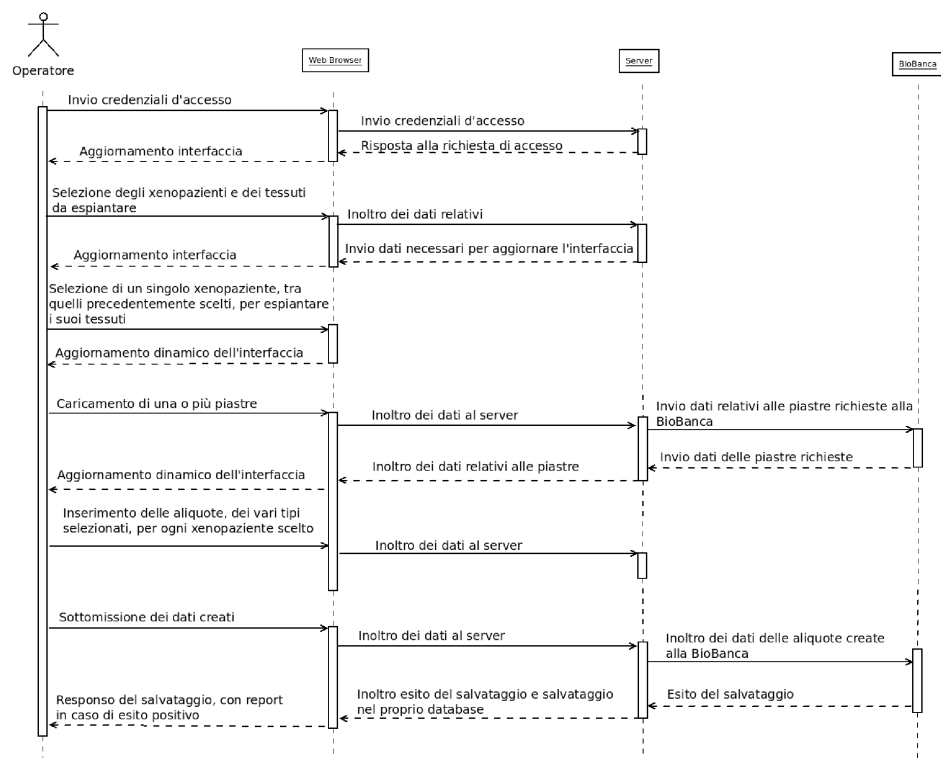 Operatore
Web Browser
Server
BioBanca
Invio credenziali d'accesso
Invio credenziali d'accesso
Risposta alla richiesta di accesso
Aggiornamento interfaccia
Selezione degli xenopazienti e dei tessuti
da espiantare
Inoltro dei dati relativi
Invio dati necessari per aggiornare l'interfaccia
Aggiornamento interfaccia
Selezione di un singolo xenopaziente, tra
quelli precedentemente scelti, per espiantare
i suoi tessuti
Aggiornamento dinamico dell'interfaccia
Caricamento di una o più piastre
Inoltro dei dati al server
Invio dati relativi alle piastre richieste alla
BioBanca
Invio dati delle piastre richieste
Inoltro dei dati relativi alle piastre
Aggiornamento dinamico dell'interfaccia
Inserimento delle aliquote, dei vari tipi
selezionati, per ogni xenopaziente scelto
Inoltro dei dati al server
Sottomissione dei dati creati
Inoltro dei dati al server
Inoltro dei dati delle aliquote create
alla BioBanca
Esito del salvataggio
Inoltro esito del salvataggio e salvataggio
nel proprio database
Responso del salvataggio, con report
in caso di esito positivo